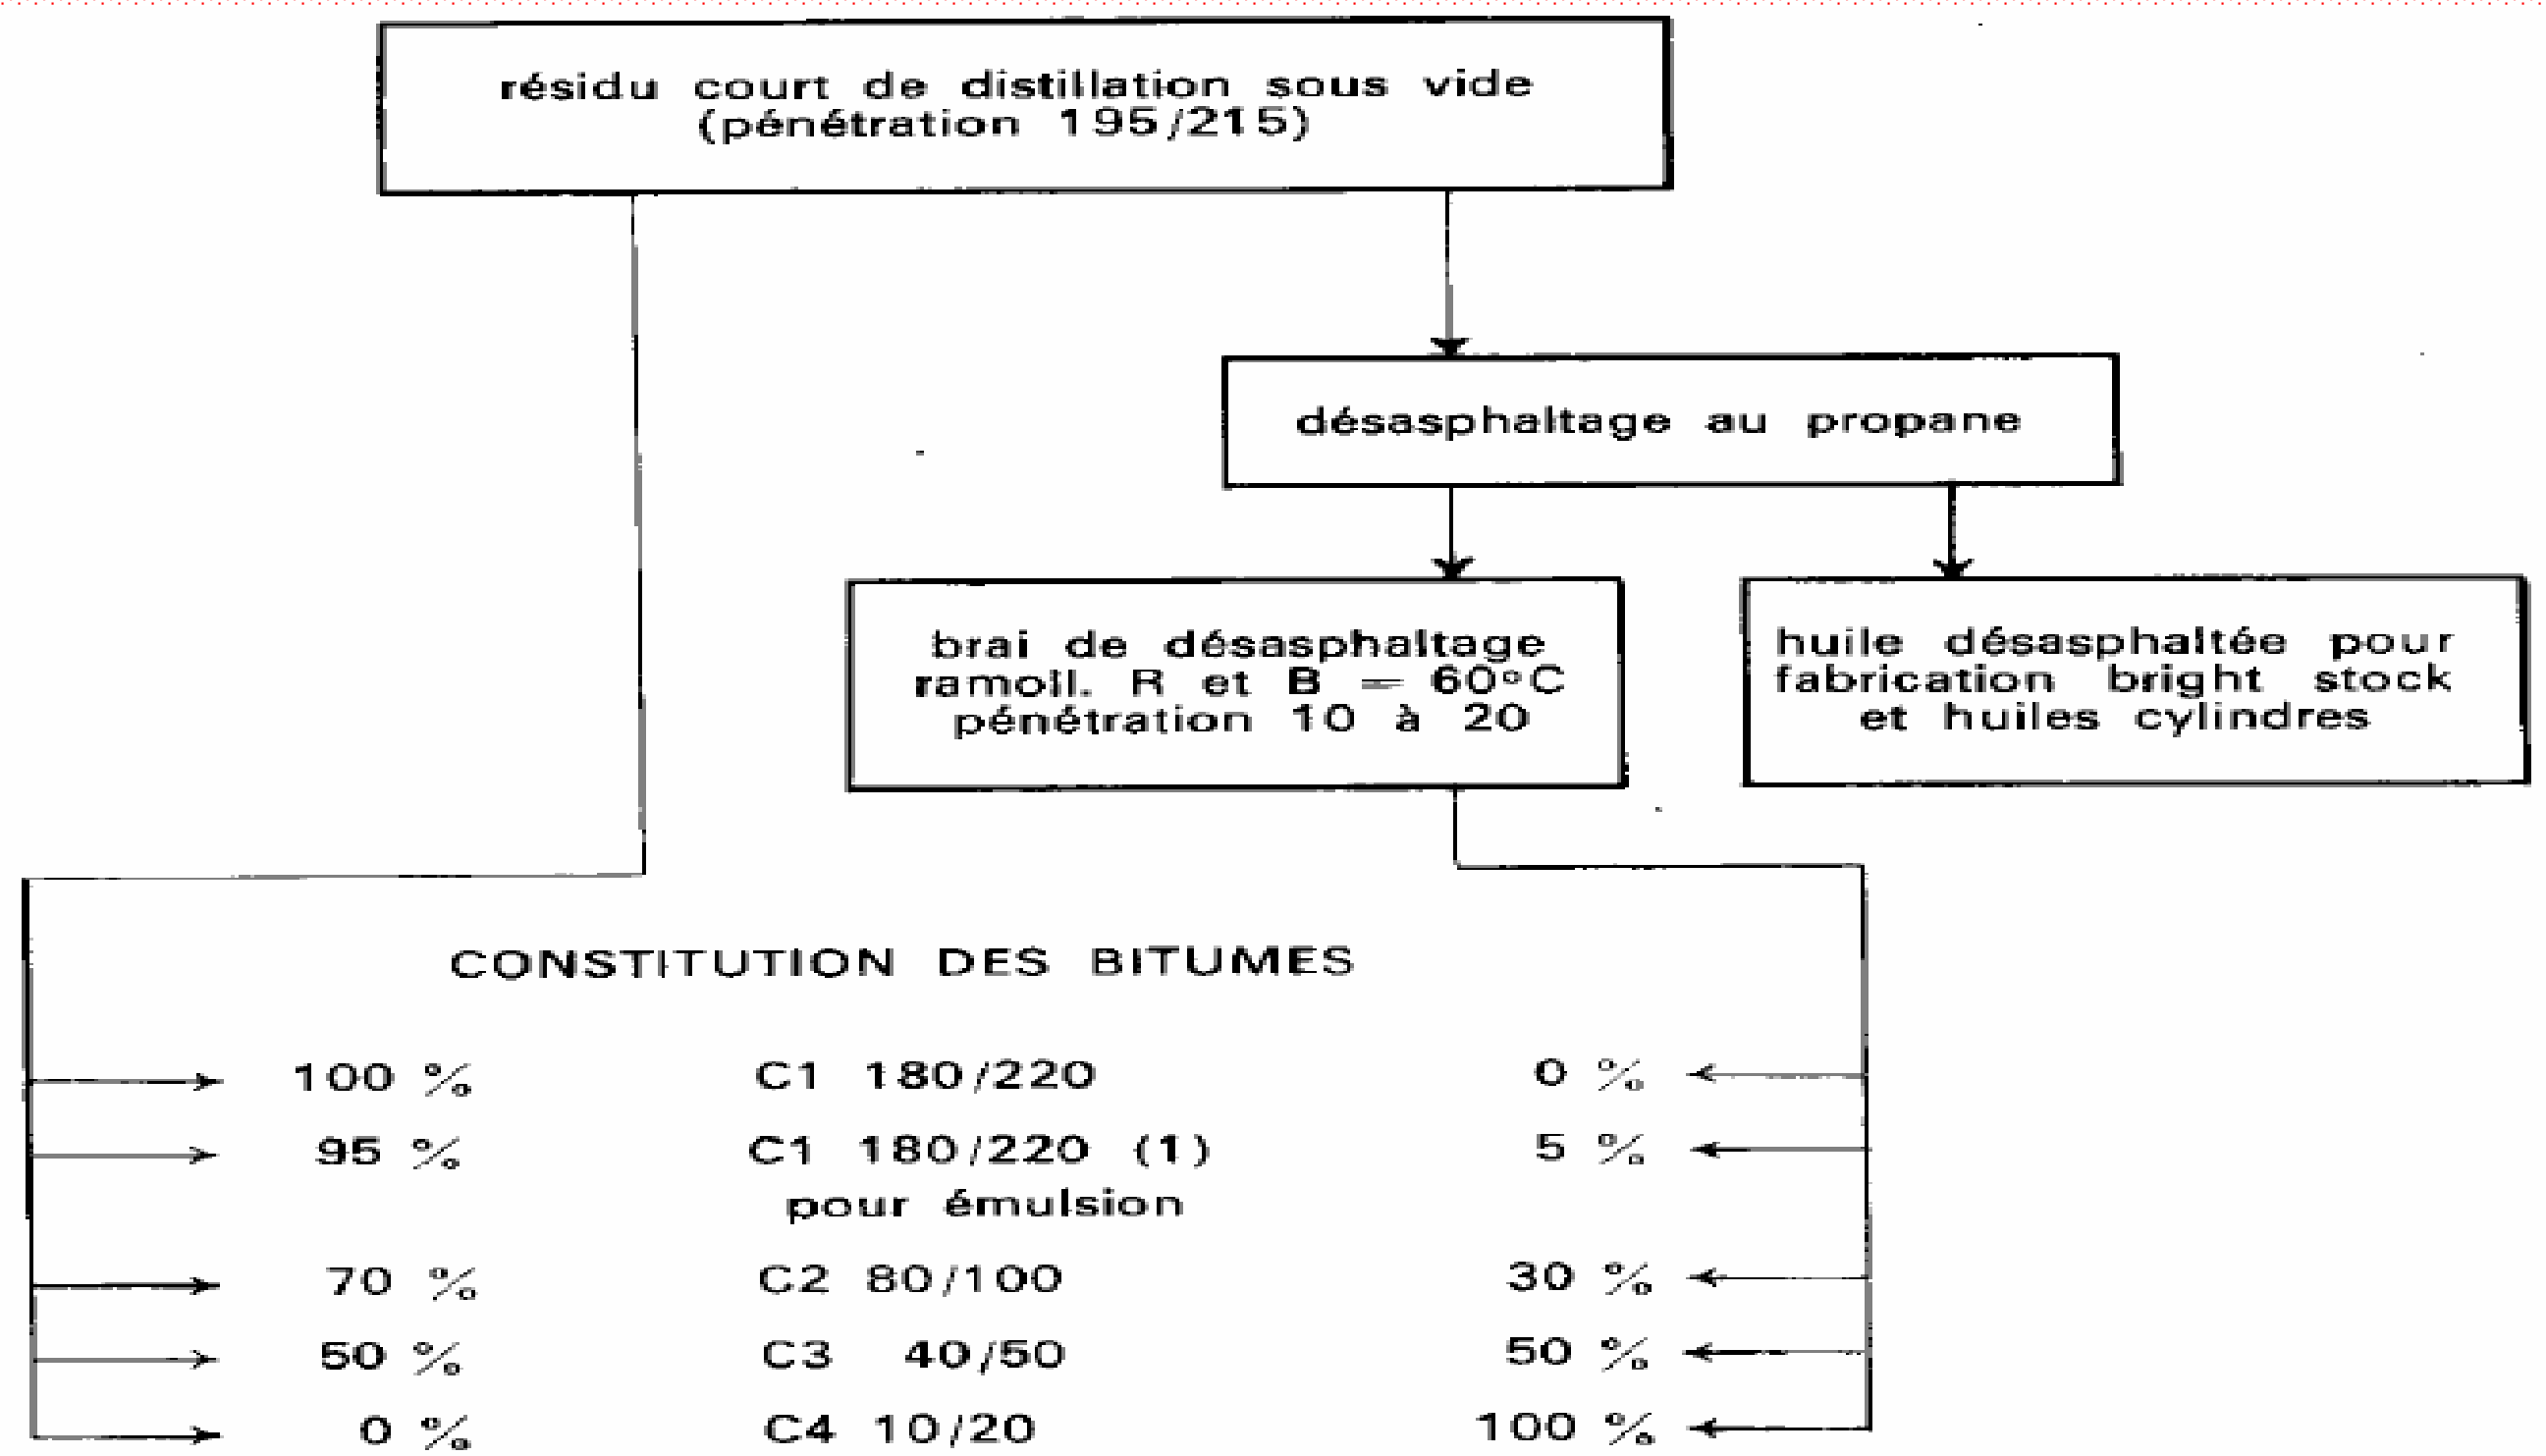 résidu court de distillation sous vide
(pénétration 195/215)
désasphaltage au propane
brai de désasphaltage
ramoll. R et B = 60°C
pénétration 10 à 20
huile désasphaltée pour
fabrication bright stock
et huiles cylindres
CONSTITUTION DES BITUMES
100 % C1 180/220 0 %
95 % C1 180/220 (1) 5 %
pour émulsion
70 % C2 80/100 30 %
50 % C3 40/50 50 %
0 % C4 10/20 100 %